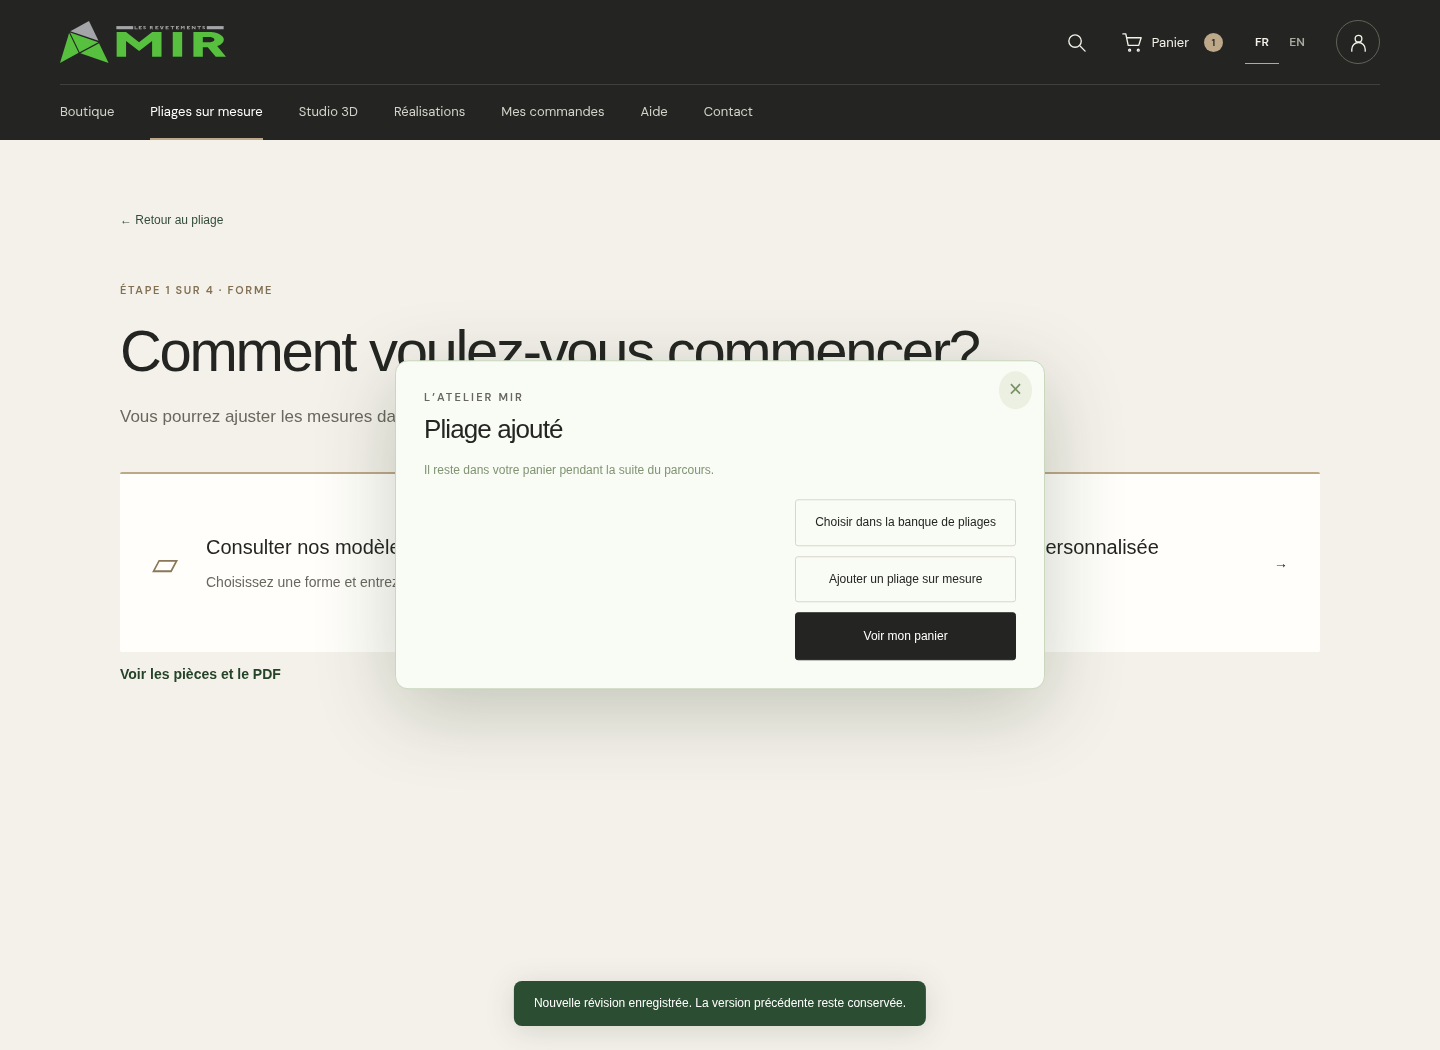 LES REVÊTEMENTS
MIR
Panier 1
FR EN
Boutique Pliages sur mesure Studio 3D Réalisations Mes commandes Aide Contact
← Retour au pliage
ÉTAPE 1 SUR 4 · FORME
Comment voulez-vous commencer?
Vous pourrez ajuster les mesures da
L'ATELIER MIR
×
Pliage ajouté
Il reste dans votre panier pendant la suite du parcours.
Choisir dans la banque de pliages
Ajouter un pliage sur mesure
Voir mon panier
Consulter nos modèle
Choisissez une forme et entrez
ersonnalisée
→
Voir les pièces et le PDF
Nouvelle révision enregistrée. La version précédente reste conservée.